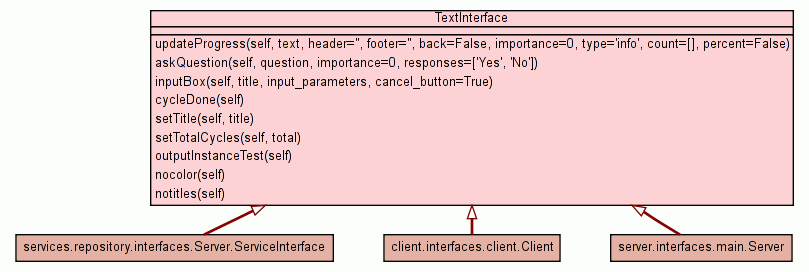 TextInterface
updateProgress(self, text, header='', footer='', back=False, importance=0, type='info', count=[], percent=False)
askQuestion(self, question, importance=0, responses=['Yes', 'No'])
inputBox(self, title, input_parameters, cancel_button=True)
cycleDone(self)
setTitle(self, title)
setTotalCycles(self, total)
outputInstanceTest(self)
nocolor(self)
notitles(self)
services.repository.interfaces.Server.ServiceInterface
client.interfaces.client.Client
server.interfaces.main.Server